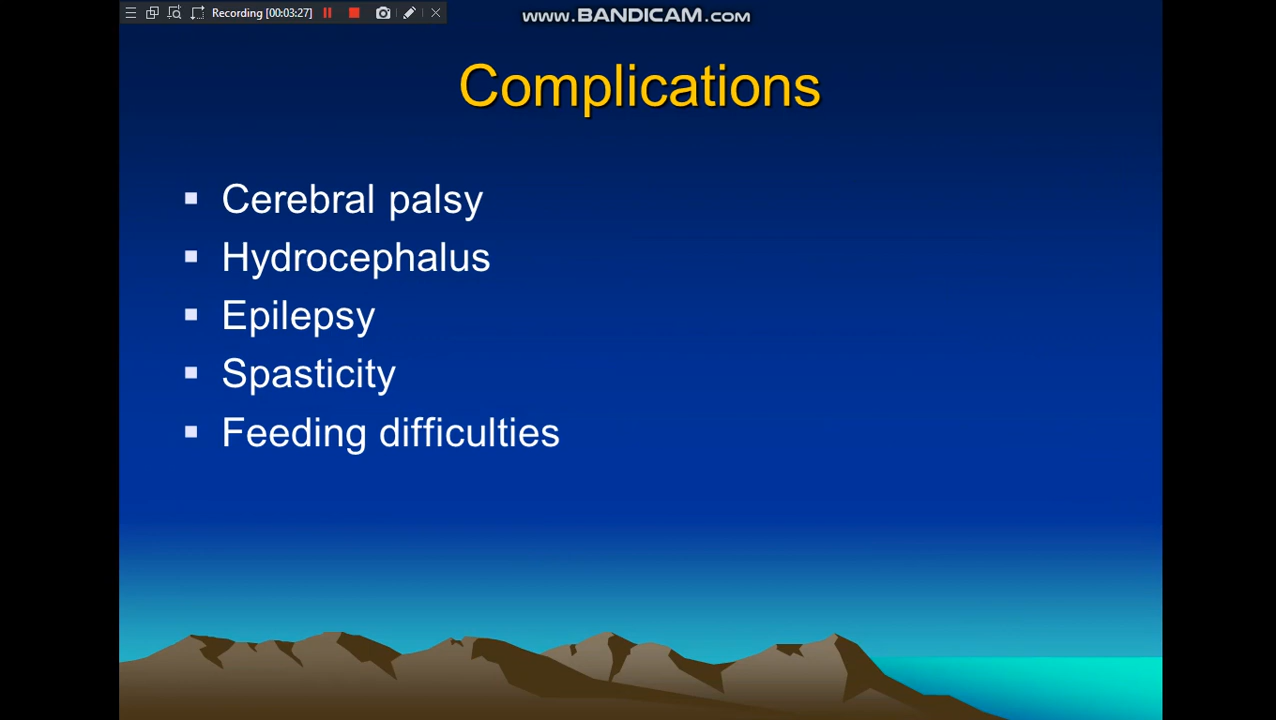 Recording [00:03:27]
www.BANDICAM.com
Complications
Cerebral palsy
Hydrocephalus
Epilepsy
Spasticity
Feeding difficulties